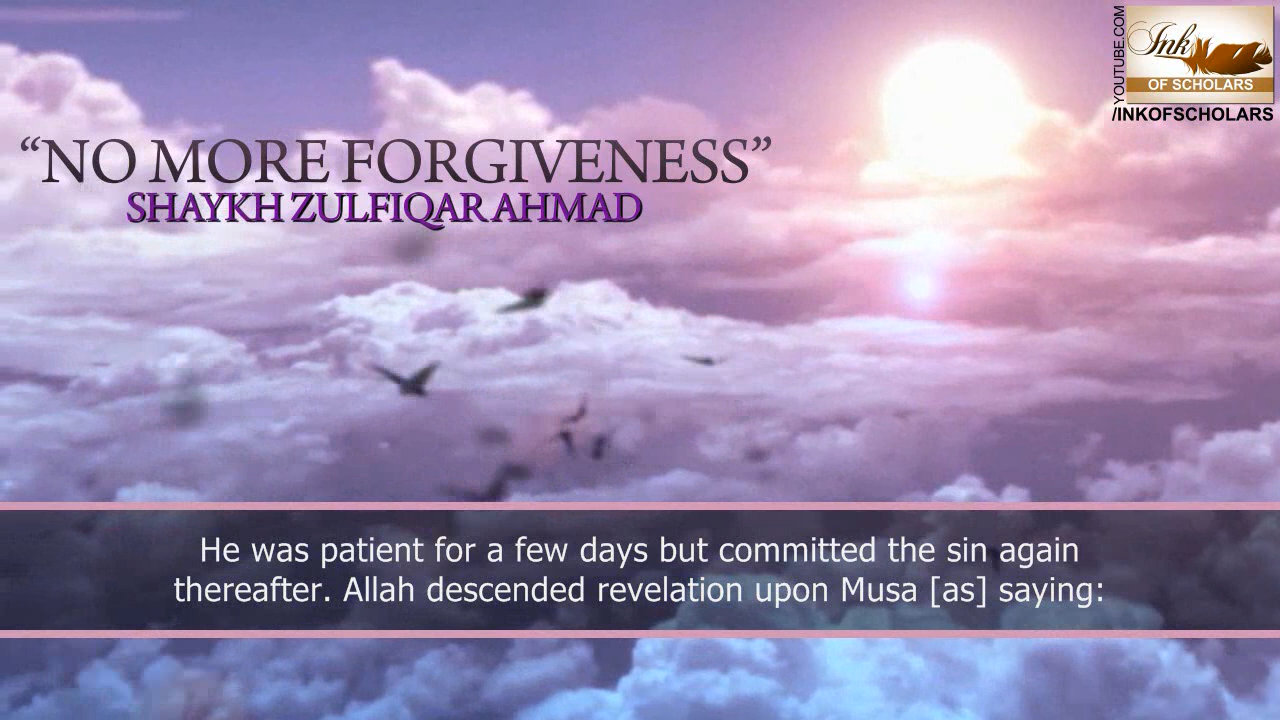 “NO MORE FORGIVENESS”
SHAYKH ZULFIQAR AHMAD
YOUTUBE.COM
Ink
OF SCHOLARS
/INKOFSCHOLARS
He was patient for a few days but committed the sin again
thereafter. Allah descended revelation upon Musa [as] saying: